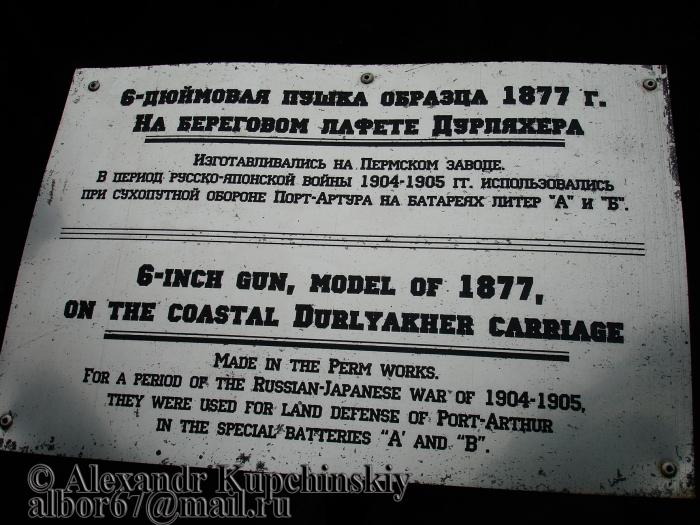 6-дюймовая пушка образца 1877 г.
На береговом лафете Дурляхера
Изготавливались на Пермском заводе.
В период русско-японской войны 1904-1905 гг. использовались
при сухопутной обороне Порт-Артура на батареях литер "А" и "Б".
6-inch gun, model of 1877,
on the coastal Durlyakher carriage
Made in the Perm works.
For a period of the Russian-Japanese war of 1904-1905,
they were used for land defense of Port-Arthur
in the special batteries "A' and "B".
© Alexandr Kupchinskiy
albor67@mail.ru